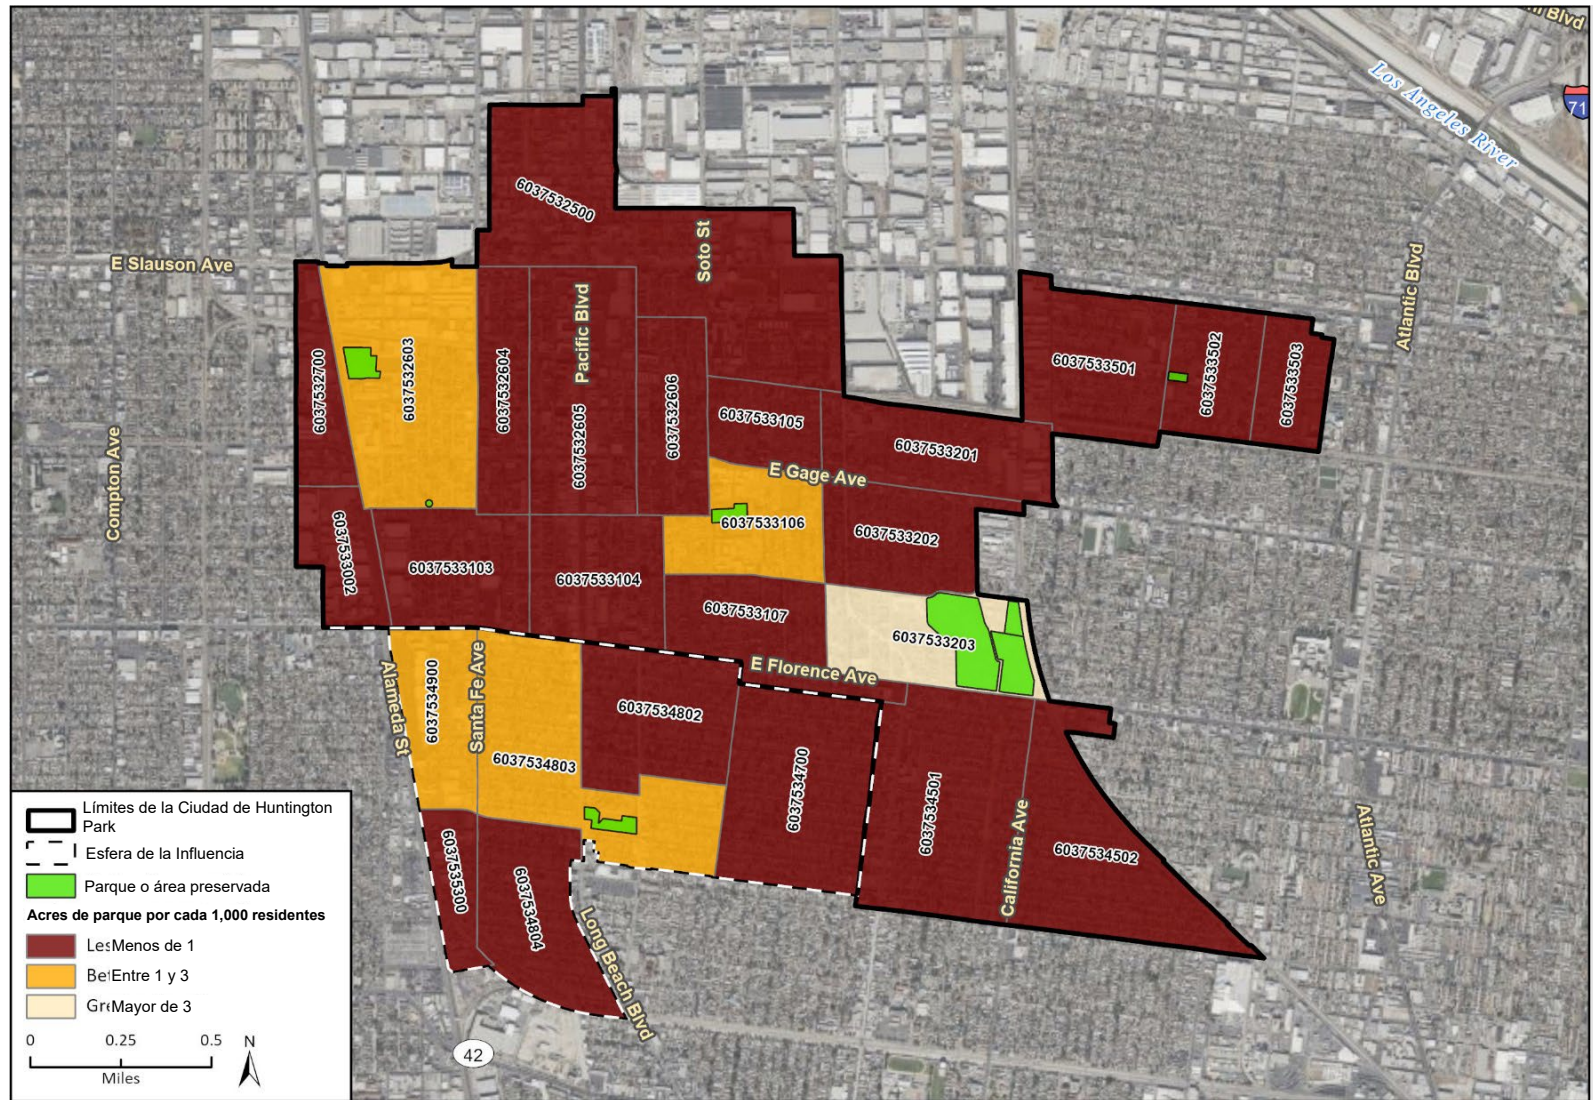 ni Blvd
Los Angeles River
71
6037532500
Soto St
E Slauson Ave
Atlantic Blvd
Pacific Blvd
6037532700
6037532603
6037532604
6037532605
6037532606
6037533105
6037533201
6037533501
6037533502
6037533503
Compton Ave
E Gage Ave
6037533106
6037533202
6037533002
6037533103
6037533104
6037533107
6037533203
E Florence Ave
Alameda St
6037534900
Santa Fe Ave
6037534802
6037534803
6037534700
6037534501
California Ave
6037534502
Atlantic Ave
6037535300
6037534804
Long Beach Blvd
42
Límites de la Ciudad de Huntington
Park
Esfera de la Influencia
Parque o área preservada
Acres de parque por cada 1,000 residentes
Les Menos de 1
Bet Entre 1 y 3
Gre Mayor de 3
0 0.25 0.5
Miles
N